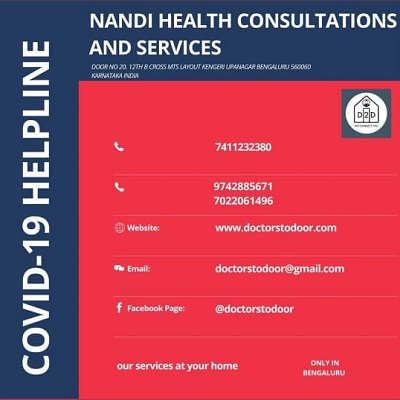 COVID-19 HELPLINE
NANDI HEALTH CONSULTATIONS
AND SERVICES
DOOR NO 20. 12TH B CROSS MTS LAYOUT KENGERI UPANAGAR BENGALURU 560060
KARNATAKA INDIA
D2D
7411232380
9742885671
7022061496
Website: www.doctorstodoor.com
Email: doctorstodoor@gmail.com
Facebook Page: @doctorstodoor
our services at your home
ONLY IN
BENGALURU